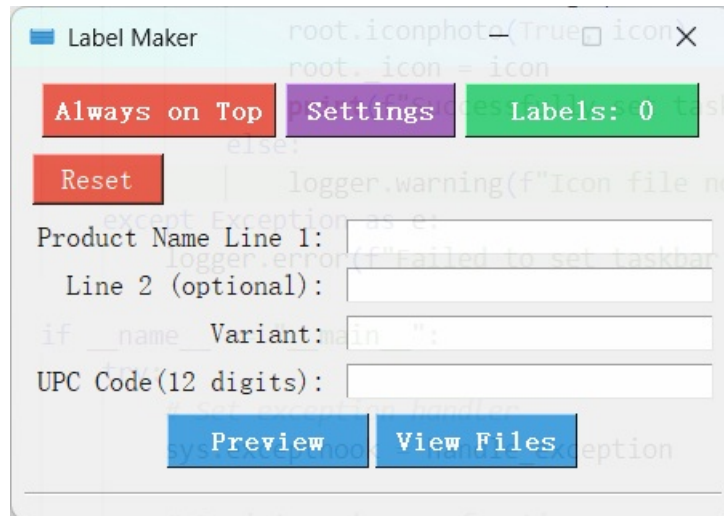 Label Maker
root.iconphoto(True, icon)
root._icon = icon
Always on Top Settings Labels: 0
else:
Reset
logger.warning(f"Icon file
except Exception as e:
Product Name Line 1:
logger.error(f"Failed to set taskbar
Line 2 (optional):
if __name__ "__main__":
Variant:
try:
UPC Code(12 digits):
# Set exception handler
Preview View Files
sys.excepthook = handle_exception